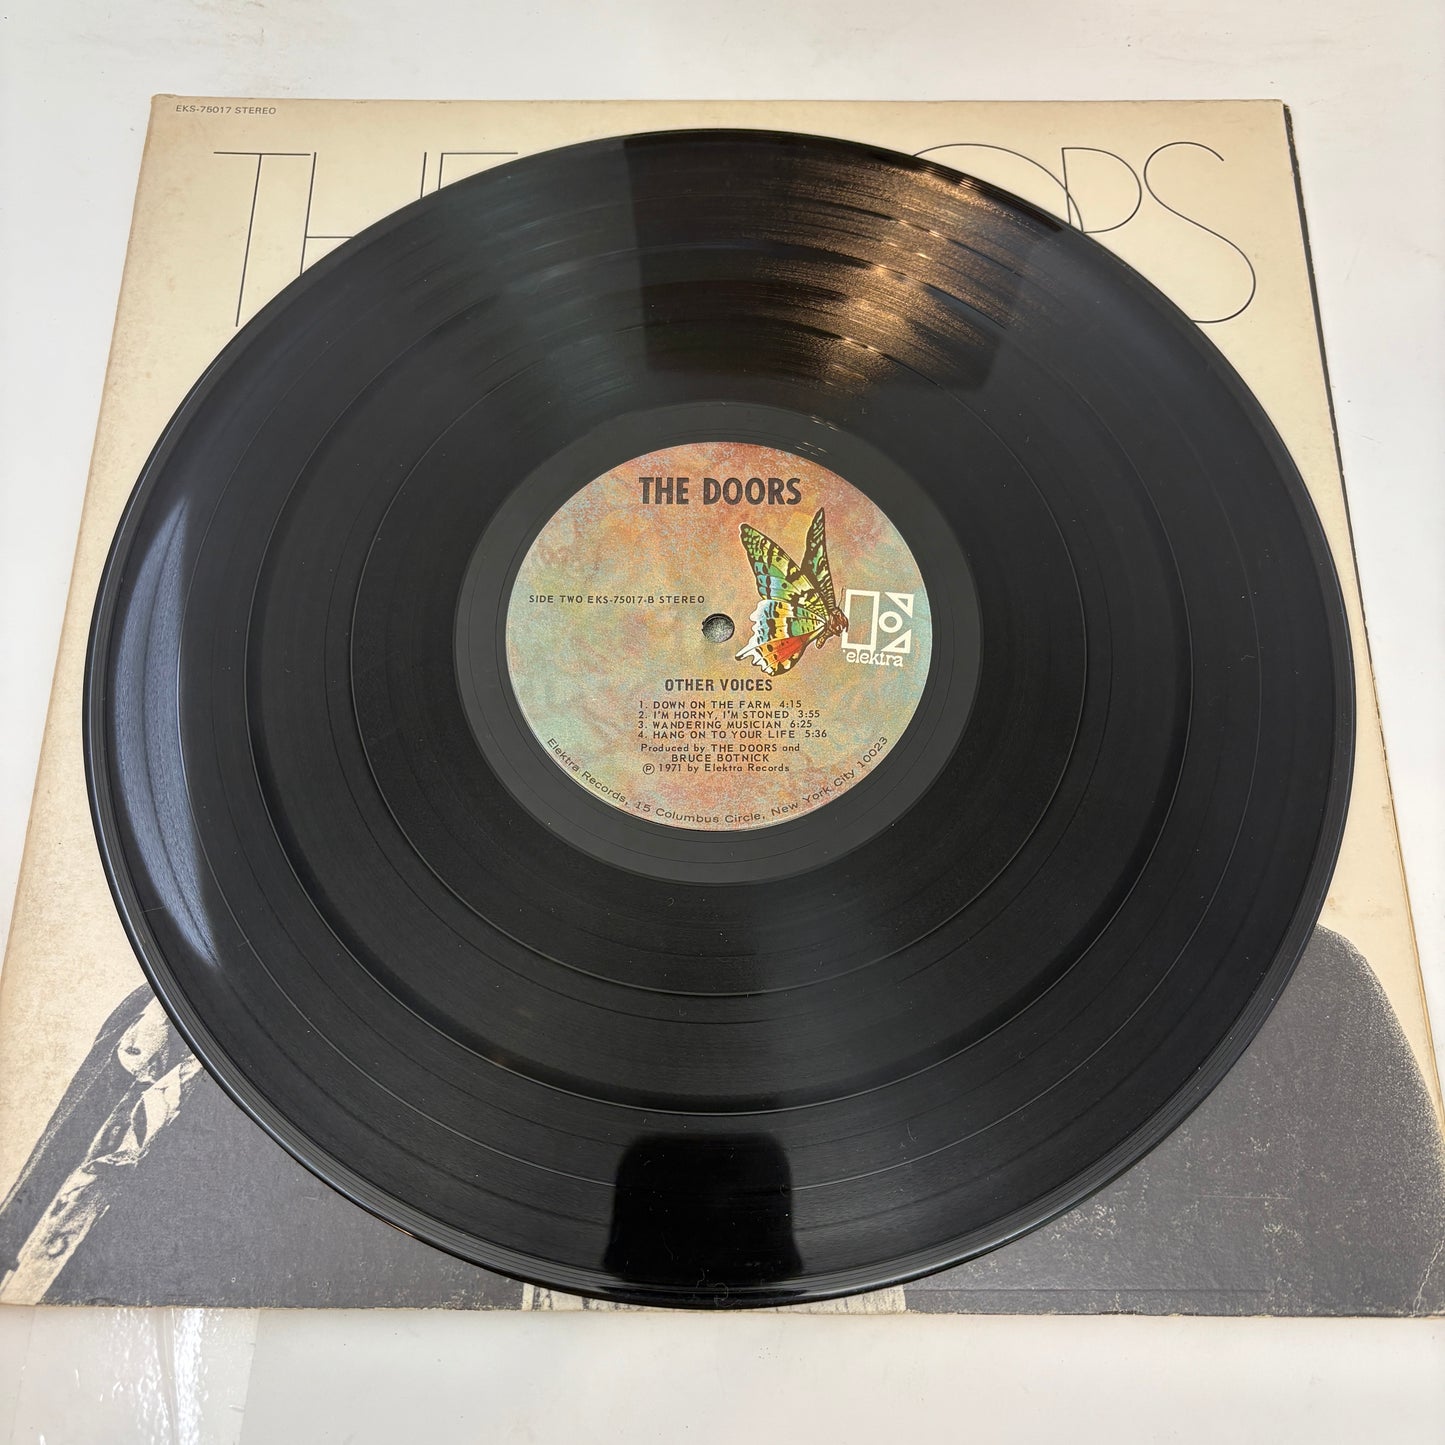 EKS-75017 STEREO
THE DOORS
THE DOORS
SIDE TWO EKS-75017-B STEREO
elektra
OTHER VOICES
1. DOWN ON THE FARM 4:15
2. I'M HORNY, I'M STONED 3:55
3. WANDERING MUSICIAN 6:25
4. HANG ON TO YOUR LIFE 5:36
Produced by THE DOORS and
BRUCE BOTNICK
℗ 1971 by Elektra Records
Elektra Records, 15 Columbus Circle, New York City 10023